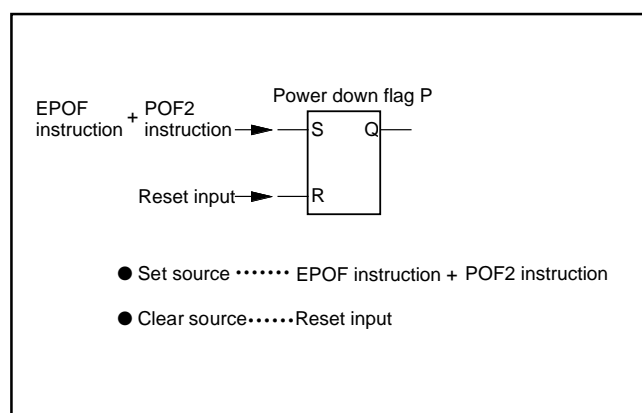 Power down flag P
EPOF instruction + POF2 instruction
S Q
Reset input
R
● Set source ······· EPOF instruction + POF2 instruction
● Clear source ······ Reset input